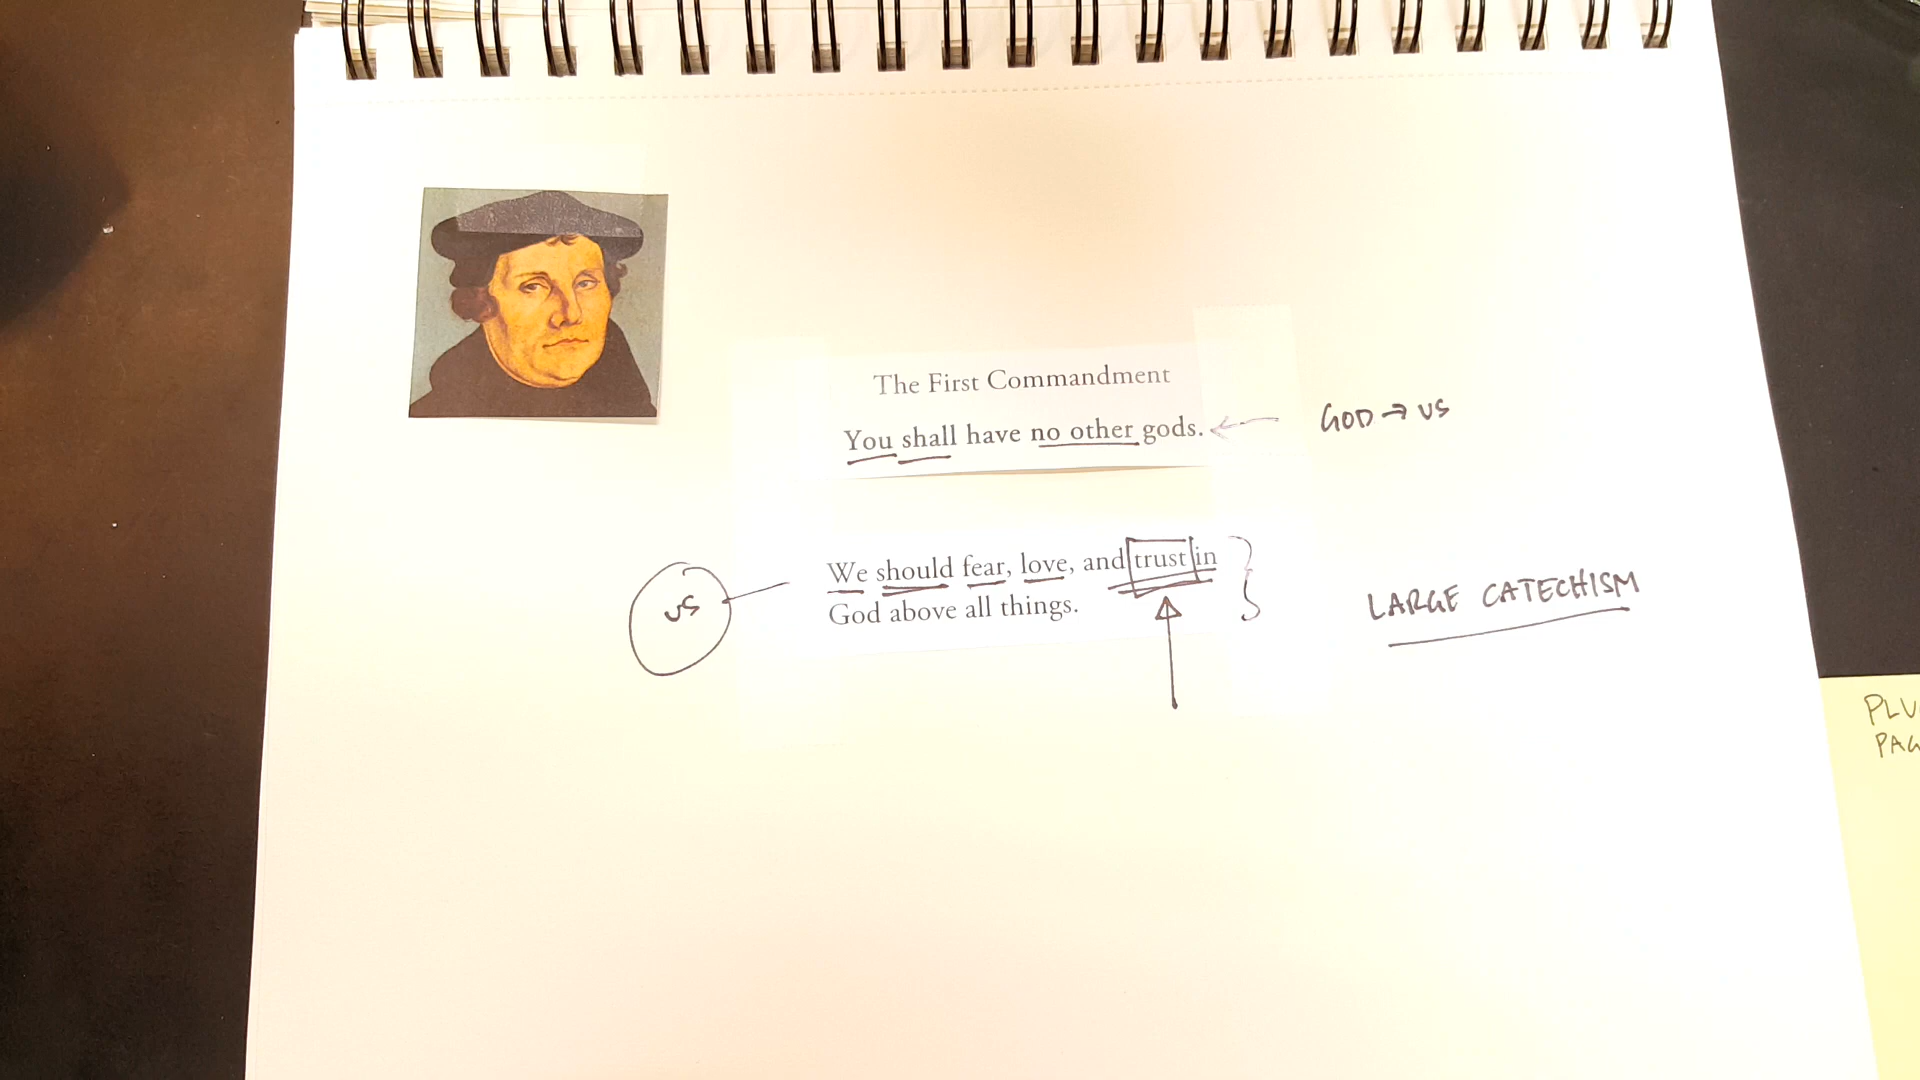 The First Commandment
You shall have no other gods.
GOD → US
We should fear, love, and trust in
God above all things.
US
LARGE CATECHISM